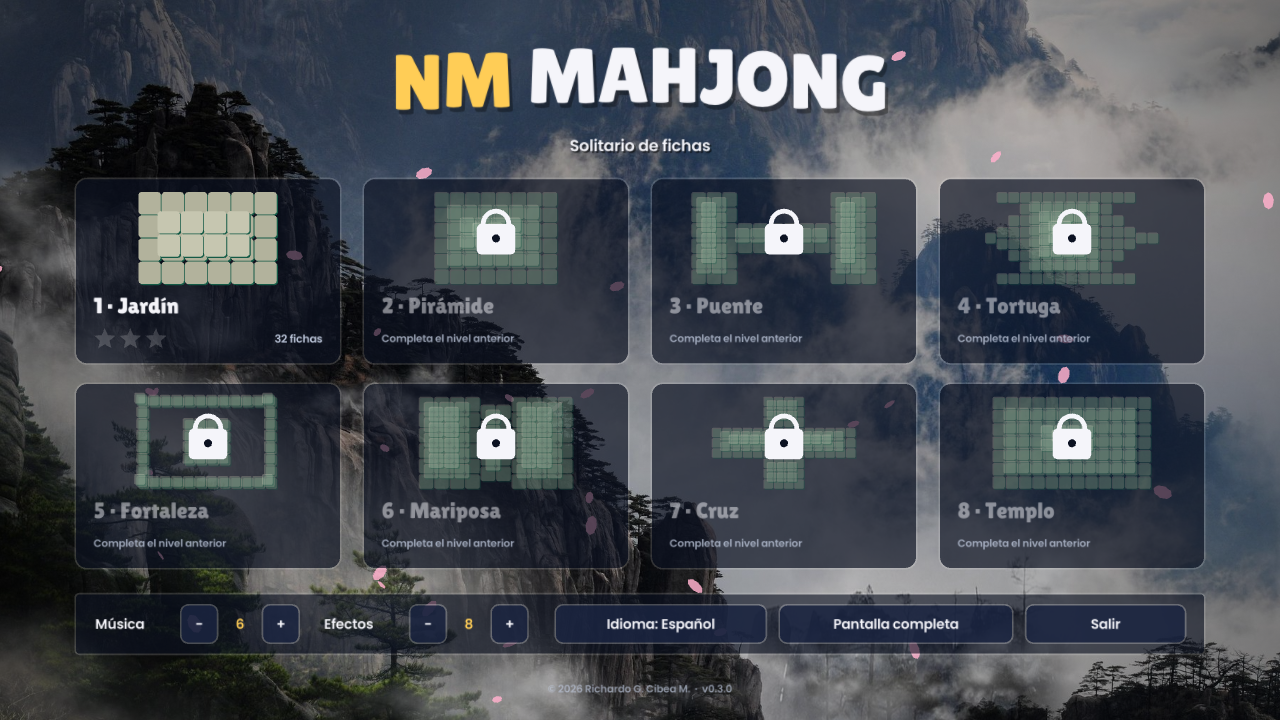 NM MAHJONG
Solitario de fichas
1 · Jardín
32 fichas
2 · Pirámide
Completa el nivel anterior
3 · Puente
Completa el nivel anterior
4 · Tortuga
Completa el nivel anterior
5 · Fortaleza
Completa el nivel anterior
6 · Mariposa
Completa el nivel anterior
7 · Cruz
Completa el nivel anterior
8 · Templo
Completa el nivel anterior
Música - 6 + Efectos - 8 + Idioma: Español Pantalla completa Salir
© 2026 Richardo G. Cibea M. · v0.3.0